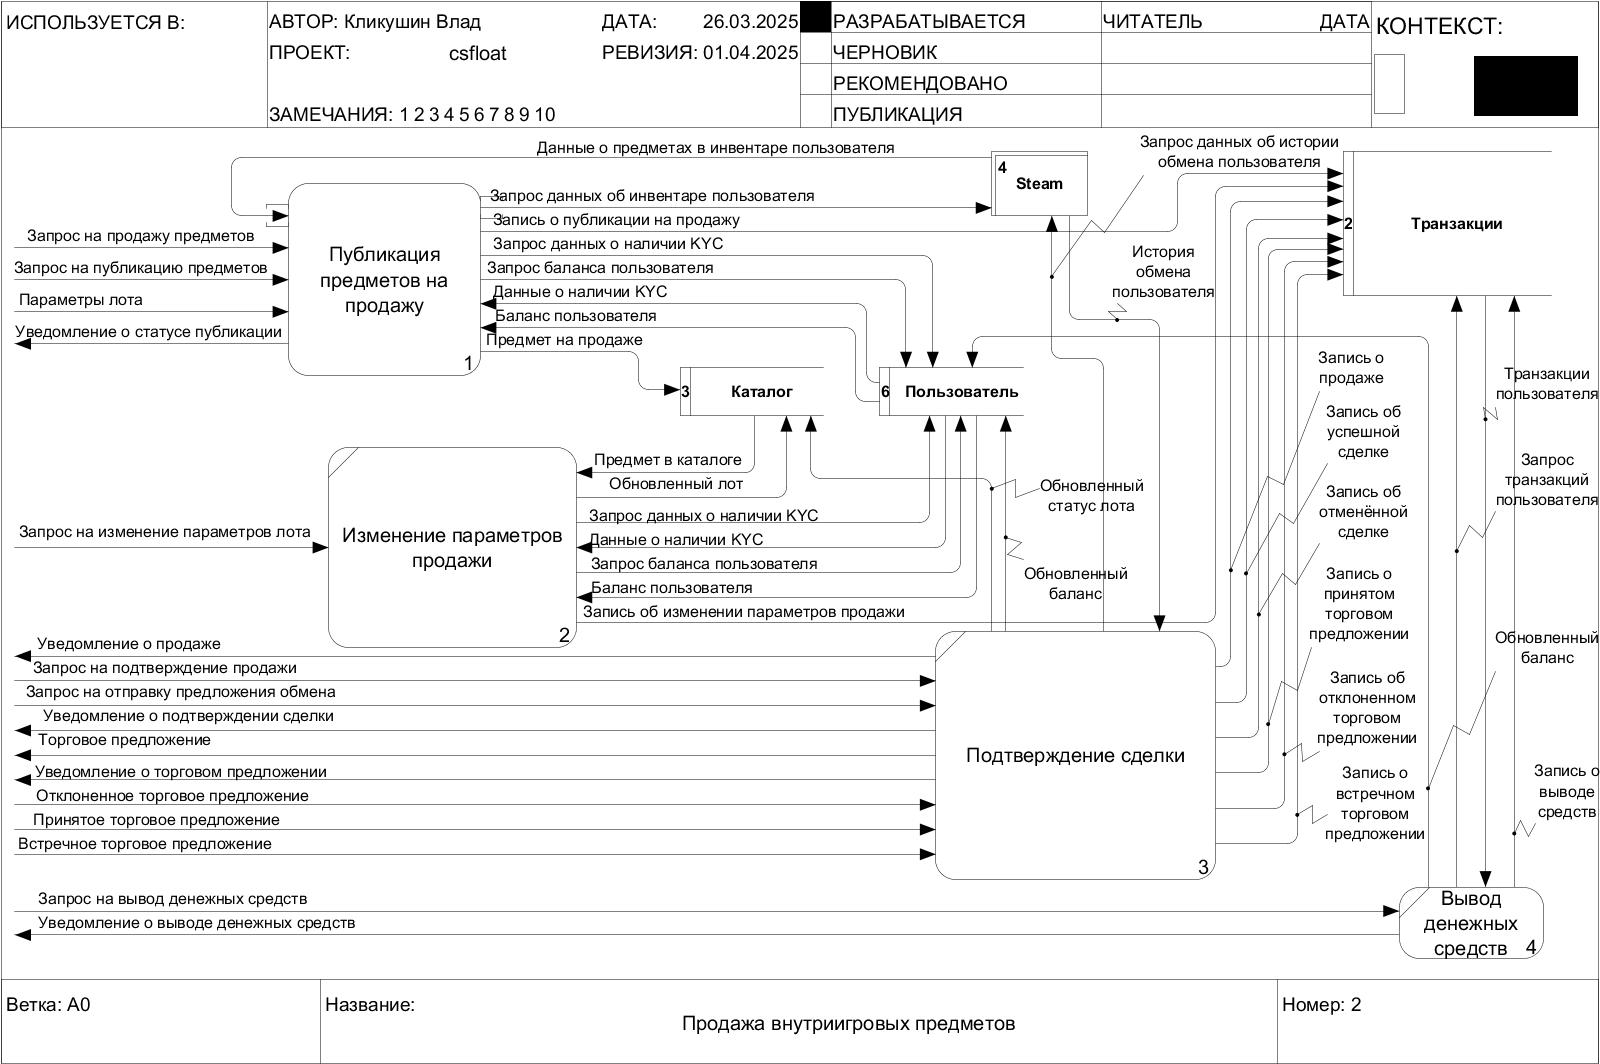 ИСПОЛЬЗУЕТСЯ В:
АВТОР: Кликушин Влад
ДАТА: 26.03.2025
ПРОЕКТ: csfloat
РЕВИЗИЯ: 01.04.2025
ЗАМЕЧАНИЯ: 1 2 3 4 5 6 7 8 9 10
РАЗРАБАТЫВАЕТСЯ
ЧЕРНОВИК
РЕКОМЕНДОВАНО
ПУБЛИКАЦИЯ
ЧИТАТЕЛЬ
ДАТА
КОНТЕКСТ:
Данные о предметах в инвентаре пользователя
Запрос данных об истории
обмена пользователя
4
Steam
Запрос данных об инвентаре пользователя
Запись о публикации на продажу
2
Транзакции
Запрос на продажу предметов
Запрос на публикацию предметов
Параметры лота
Уведомление о статусе публикации
Публикация
предметов на
продажу
1
Запрос данных о наличии KYC
Запрос баланса пользователя
Данные о наличии KYC
Баланс пользователя
Предмет на продаже
История
обмена
пользователя
3
Каталог
6
Пользователь
Запись о
продаже
Транзакции
пользователя
Запись об
успешной
сделке
Предмет в каталоге
Обновленный лот
Обновленный
статус лота
Запрос
транзакций
пользователя
Запрос данных о наличии KYC
Данные о наличии KYC
Запрос баланса пользователя
Баланс пользователя
Запись об изменении параметров продажи
Запрос на изменение параметров лота
Изменение параметров
продажи
2
Запись об
отменённой
сделке
Обновленный
баланс
Запись о
принятом
торговом
предложении
Уведомление о продаже
Запрос на подтверждение продажи
Запрос на отправку предложения обмена
Уведомление о подтверждении сделки
Торговое предложение
Уведомление о торговом предложении
Отклоненное торговое предложение
Принятое торговое предложение
Встречное торговое предложение
Подтверждение сделки
3
Обновленный
баланс
Запись об
отклоненном
торговом
предложении
Запись о
встречном
торговом
предложении
Запись о
выводе
средств
Запрос на вывод денежных средств
Уведомление о выводе денежных средств
Вывод
денежных
средств
4
Ветка: A0
Название:
Продажа внутриигровых предметов
Номер: 2